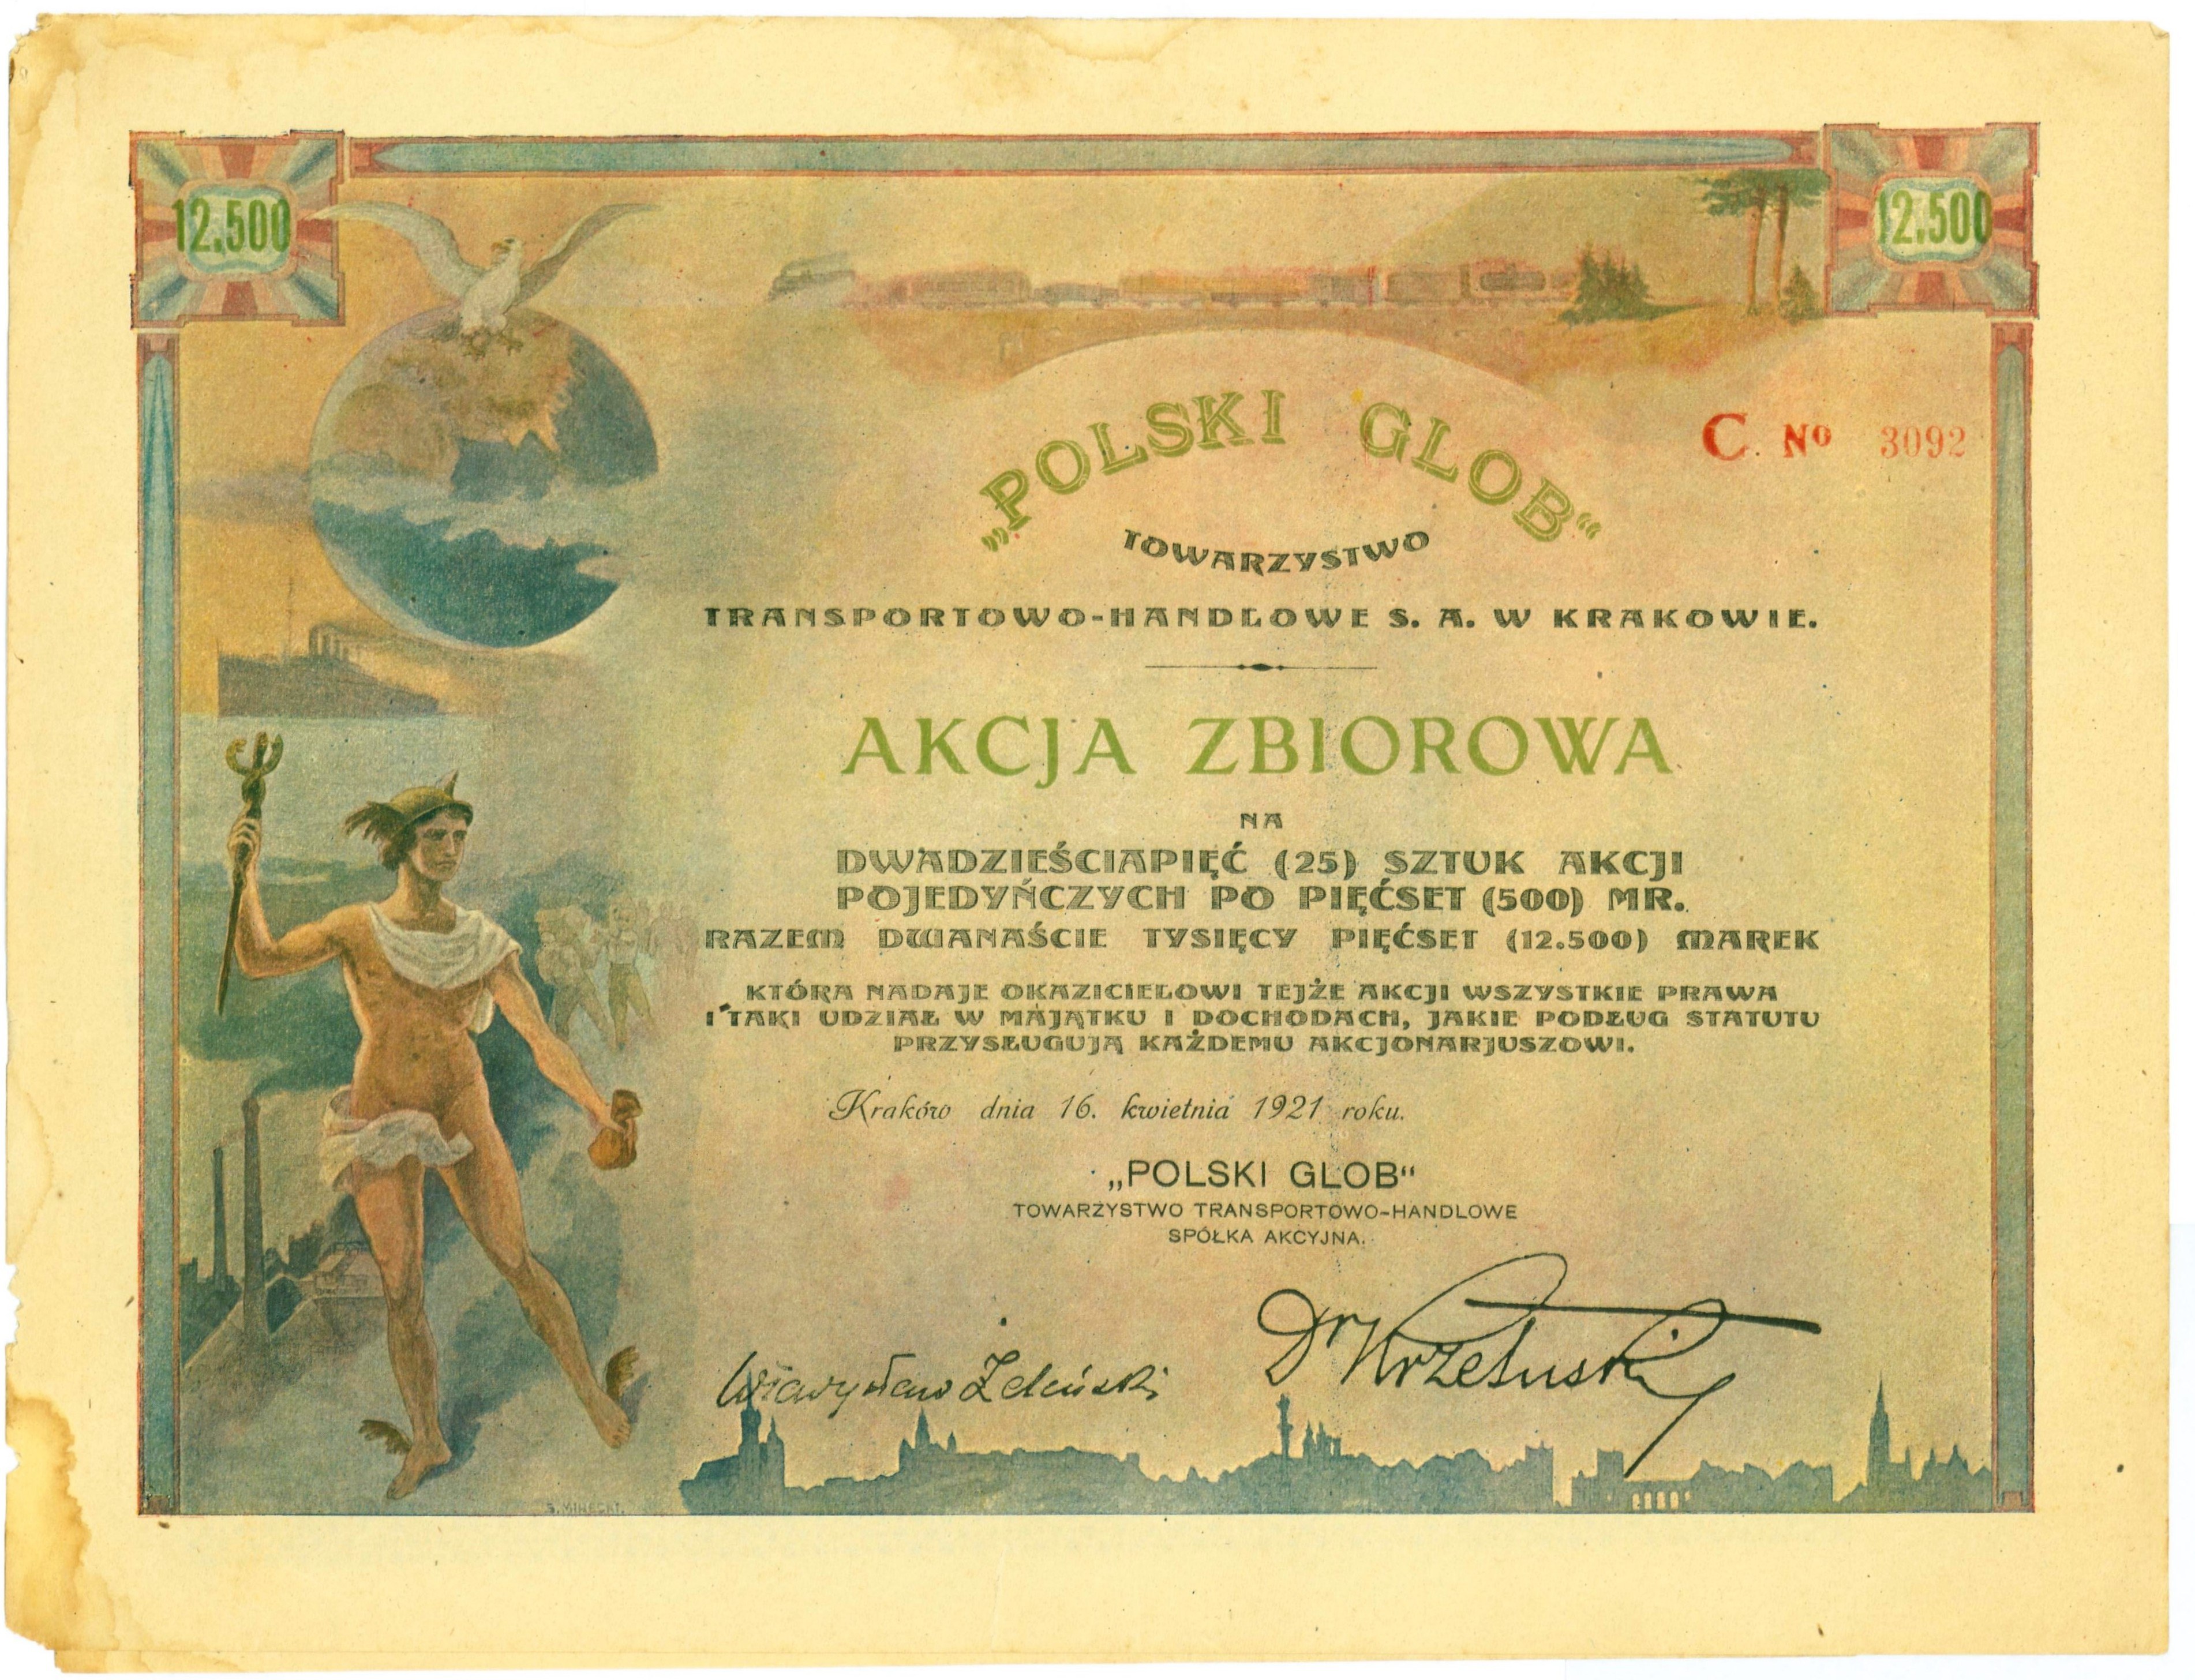 12.500
12.500
„POLSKI GLOB“
C. No 3092
TOWARZYSTWO
TRANSPORTOWO-HANDLOWE S. A. W KRAKOWIE.
AKCJA ZBIOROWA
NA
DWADZIEŚCIAPIĘĆ (25) SZTUK AKCJI
POJEDYŃCZYCH PO PIĘĆSET (500) MR.
RAZEM DWANAŚCIE TYSIĘCY PIĘĆSET (12.500) MAREK
KTÓRA NADAJE OKAZICIELOWI TEJŻE AKCJI WSZYSTKIE PRAWA
I TAKI UDZIAŁ W MAJĄTKU I DOCHODACH, JAKIE PODŁUG STATUTU
PRZYSŁUGUJĄ KAŻDEMU AKCJONARJUSZOWI.
Kraków dnia 16. kwietnia 1921 roku.
„POLSKI GLOB“
TOWARZYSTWO TRANSPORTOWO-HANDLOWE
SPÓŁKA AKCYJNA.
Żeleński Dr